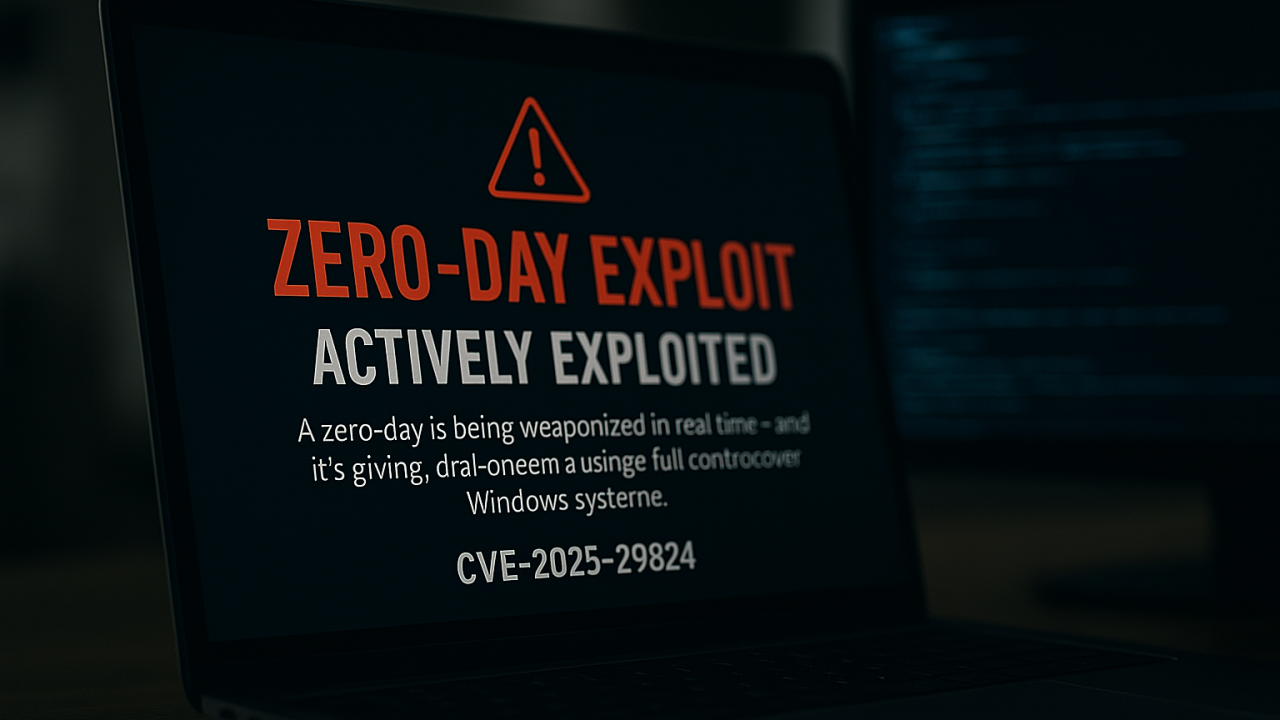 ZERO-DAY EXPLOIT
ACTIVELY EXPLOITED
A zero-day is being weaponized in real time – and
it's giving, dral-oneem a usinge full controcover
Windows systerne.
CVE-2025-29824